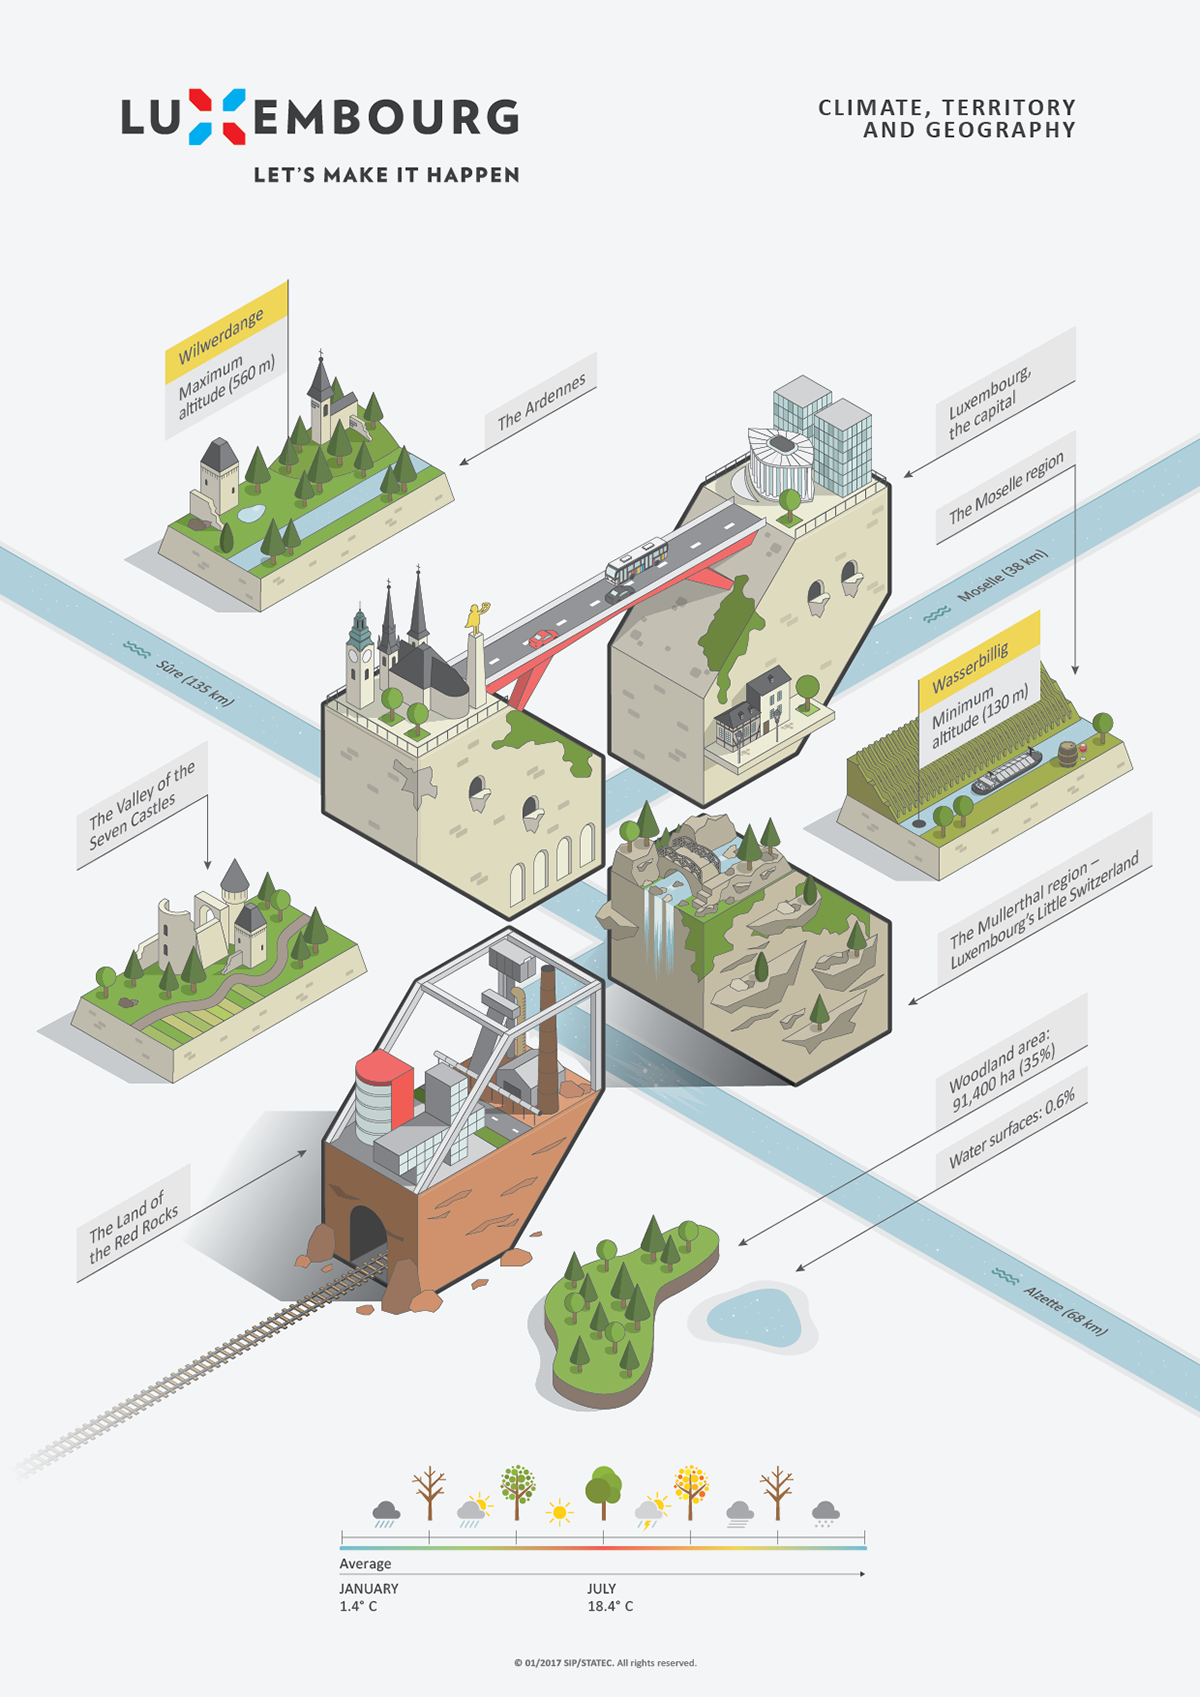 LUXEMBOURG
LET'S MAKE IT HAPPEN
CLIMATE, TERRITORY
AND GEOGRAPHY
Wilwerdange
Maximum
altitude (560 m)
The Ardennes
Luxembourg,
the capital
The Moselle region
Moselle (38 km)
Sûre (135 km)
Wasserbillig
Minimum
altitude (130 m)
The Valley of the
Seven Castles
The Mullerthal region –
Luxembourg's Little Switzerland
Woodland area:
91,400 ha (35%)
Water surfaces: 0.6%
The Land of
the Red Rocks
Alzette (68 km)
Average
JANUARY
1.4° C
JULY
18.4° C
© 01/2017 SIP/STATEC. All rights reserved.